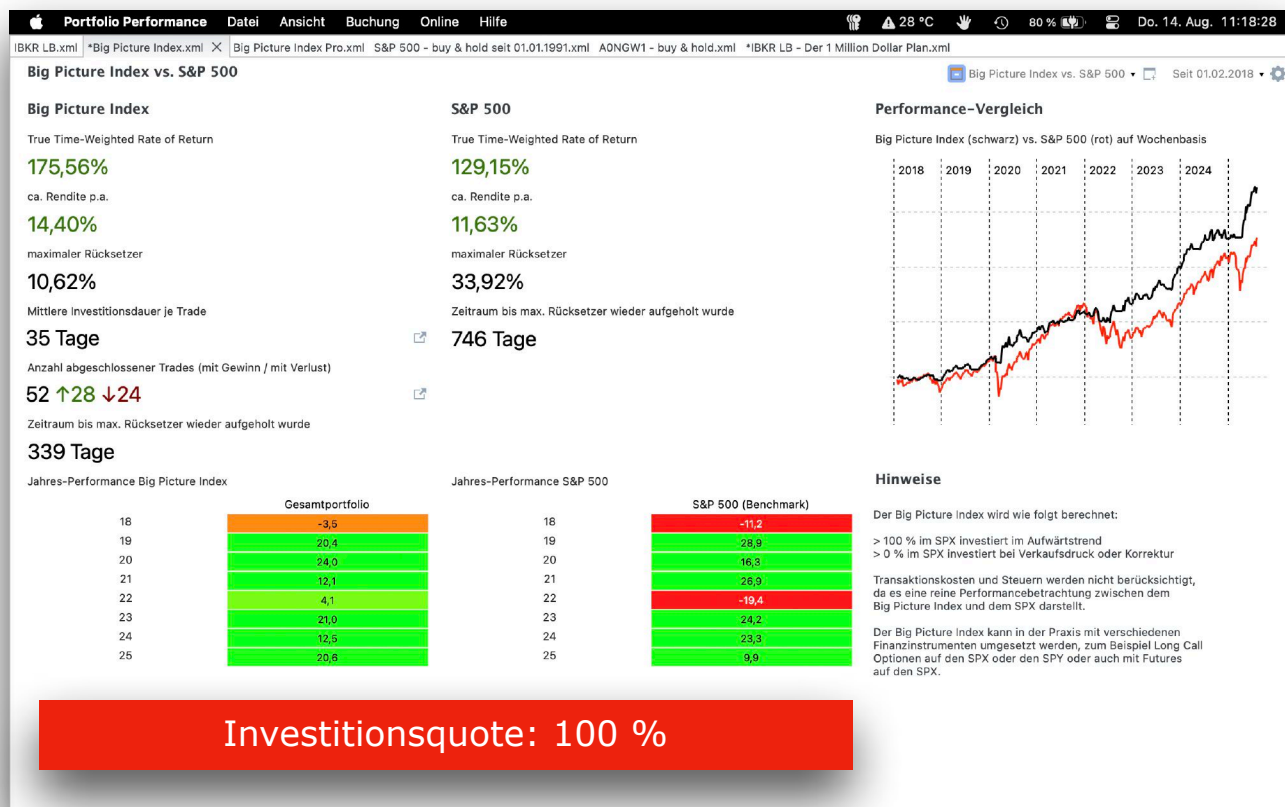 Portfolio Performance Datei Ansicht Buchung Online Hilfe 28 °C 80 % Do. 14. Aug. 11:18:28
IBKR LB.xml *Big Picture Index.xml Big Picture Index Pro.xml S&P 500 - buy & hold seit 01.01.1991.xml A0NGW1 - buy & hold.xml *IBKR LB - Der 1 Million Dollar Plan.xml
Big Picture Index vs. S&P 500
Big Picture Index vs. S&P 500 Seit 01.02.2018
Big Picture Index
True Time-Weighted Rate of Return
175,56%
ca. Rendite p.a.
14,40%
maximaler Rücksetzer
10,62%
Mittlere Investitionsdauer je Trade
35 Tage
Anzahl abgeschlossener Trades (mit Gewinn / mit Verlust)
52 ↑28 ↓24
Zeitraum bis max. Rücksetzer wieder aufgeholt wurde
339 Tage
S&P 500
True Time-Weighted Rate of Return
129,15%
ca. Rendite p.a.
11,63%
maximaler Rücksetzer
33,92%
Zeitraum bis max. Rücksetzer wieder aufgeholt wurde
746 Tage
Performance-Vergleich
Big Picture Index (schwarz) vs. S&P 500 (rot) auf Wochenbasis
2018 2019 2020 2021 2022 2023 2024
Jahres-Performance Big Picture Index
Gesamtportfolio
18 -3,5
19 20,4
20 24,0
21 12,1
22 4,1
23 21,0
24 12,5
25 20,6
Jahres-Performance S&P 500
S&P 500 (Benchmark)
18 -11,2
19 28,9
20 16,3
21 26,9
22 -19,4
23 24,2
24 23,3
25 9,9
Hinweise
Der Big Picture Index wird wie folgt berechnet:
> 100 % im SPX investiert im Aufwärtstrend
> 0 % im SPX investiert bei Verkaufsdruck oder Korrektur
Transaktionskosten und Steuern werden nicht berücksichtigt,
da es eine reine Performancebetrachtung zwischen dem
Big Picture Index und dem SPX darstellt.
Der Big Picture Index kann in der Praxis mit verschiedenen
Finanzinstrumenten umgesetzt werden, zum Beispiel Long Call
Optionen auf den SPX oder den SPY oder auch mit Futures
auf den SPX.
Investitionsquote: 100 %